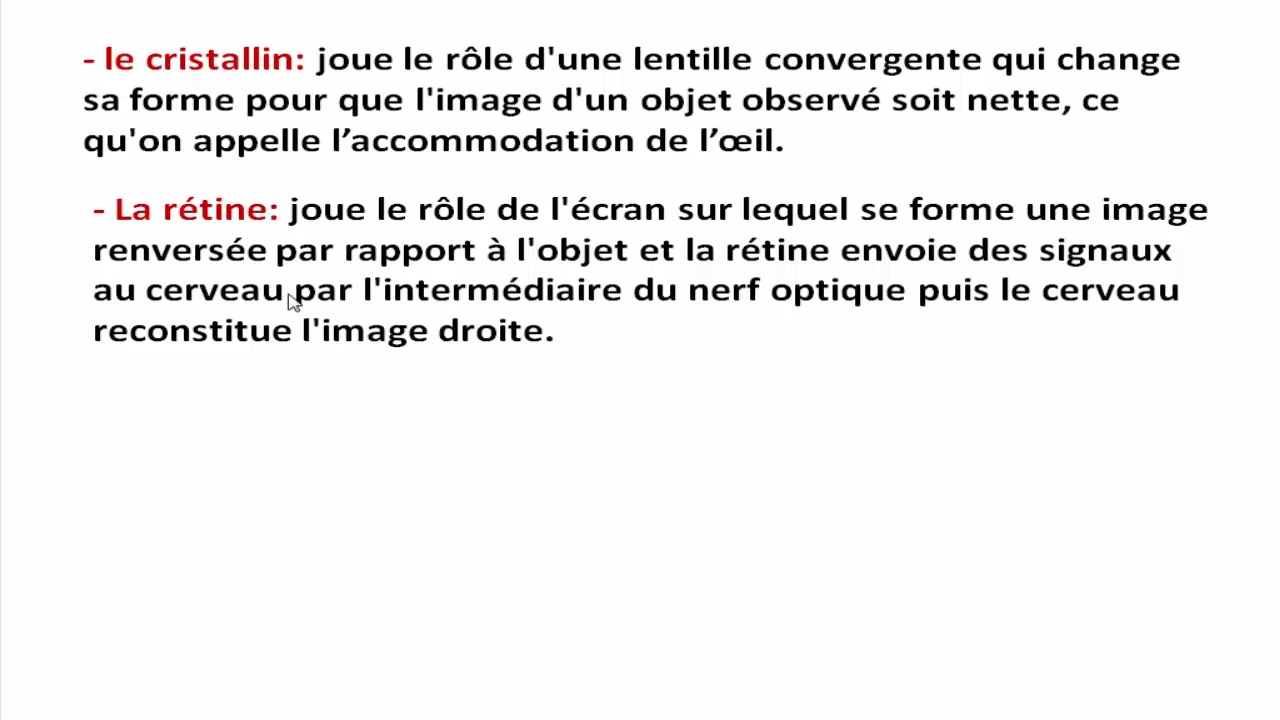 - le cristallin: joue le rôle d'une lentille convergente qui change
sa forme pour que l'image d'un objet observé soit nette, ce
qu'on appelle l’accommodation de l’œil.
- La rétine: joue le rôle de l'écran sur lequel se forme une image
renversée par rapport à l'objet et la rétine envoie des signaux
au cerveau par l'intermédiaire du nerf optique puis le cerveau
reconstitue l'image droite.